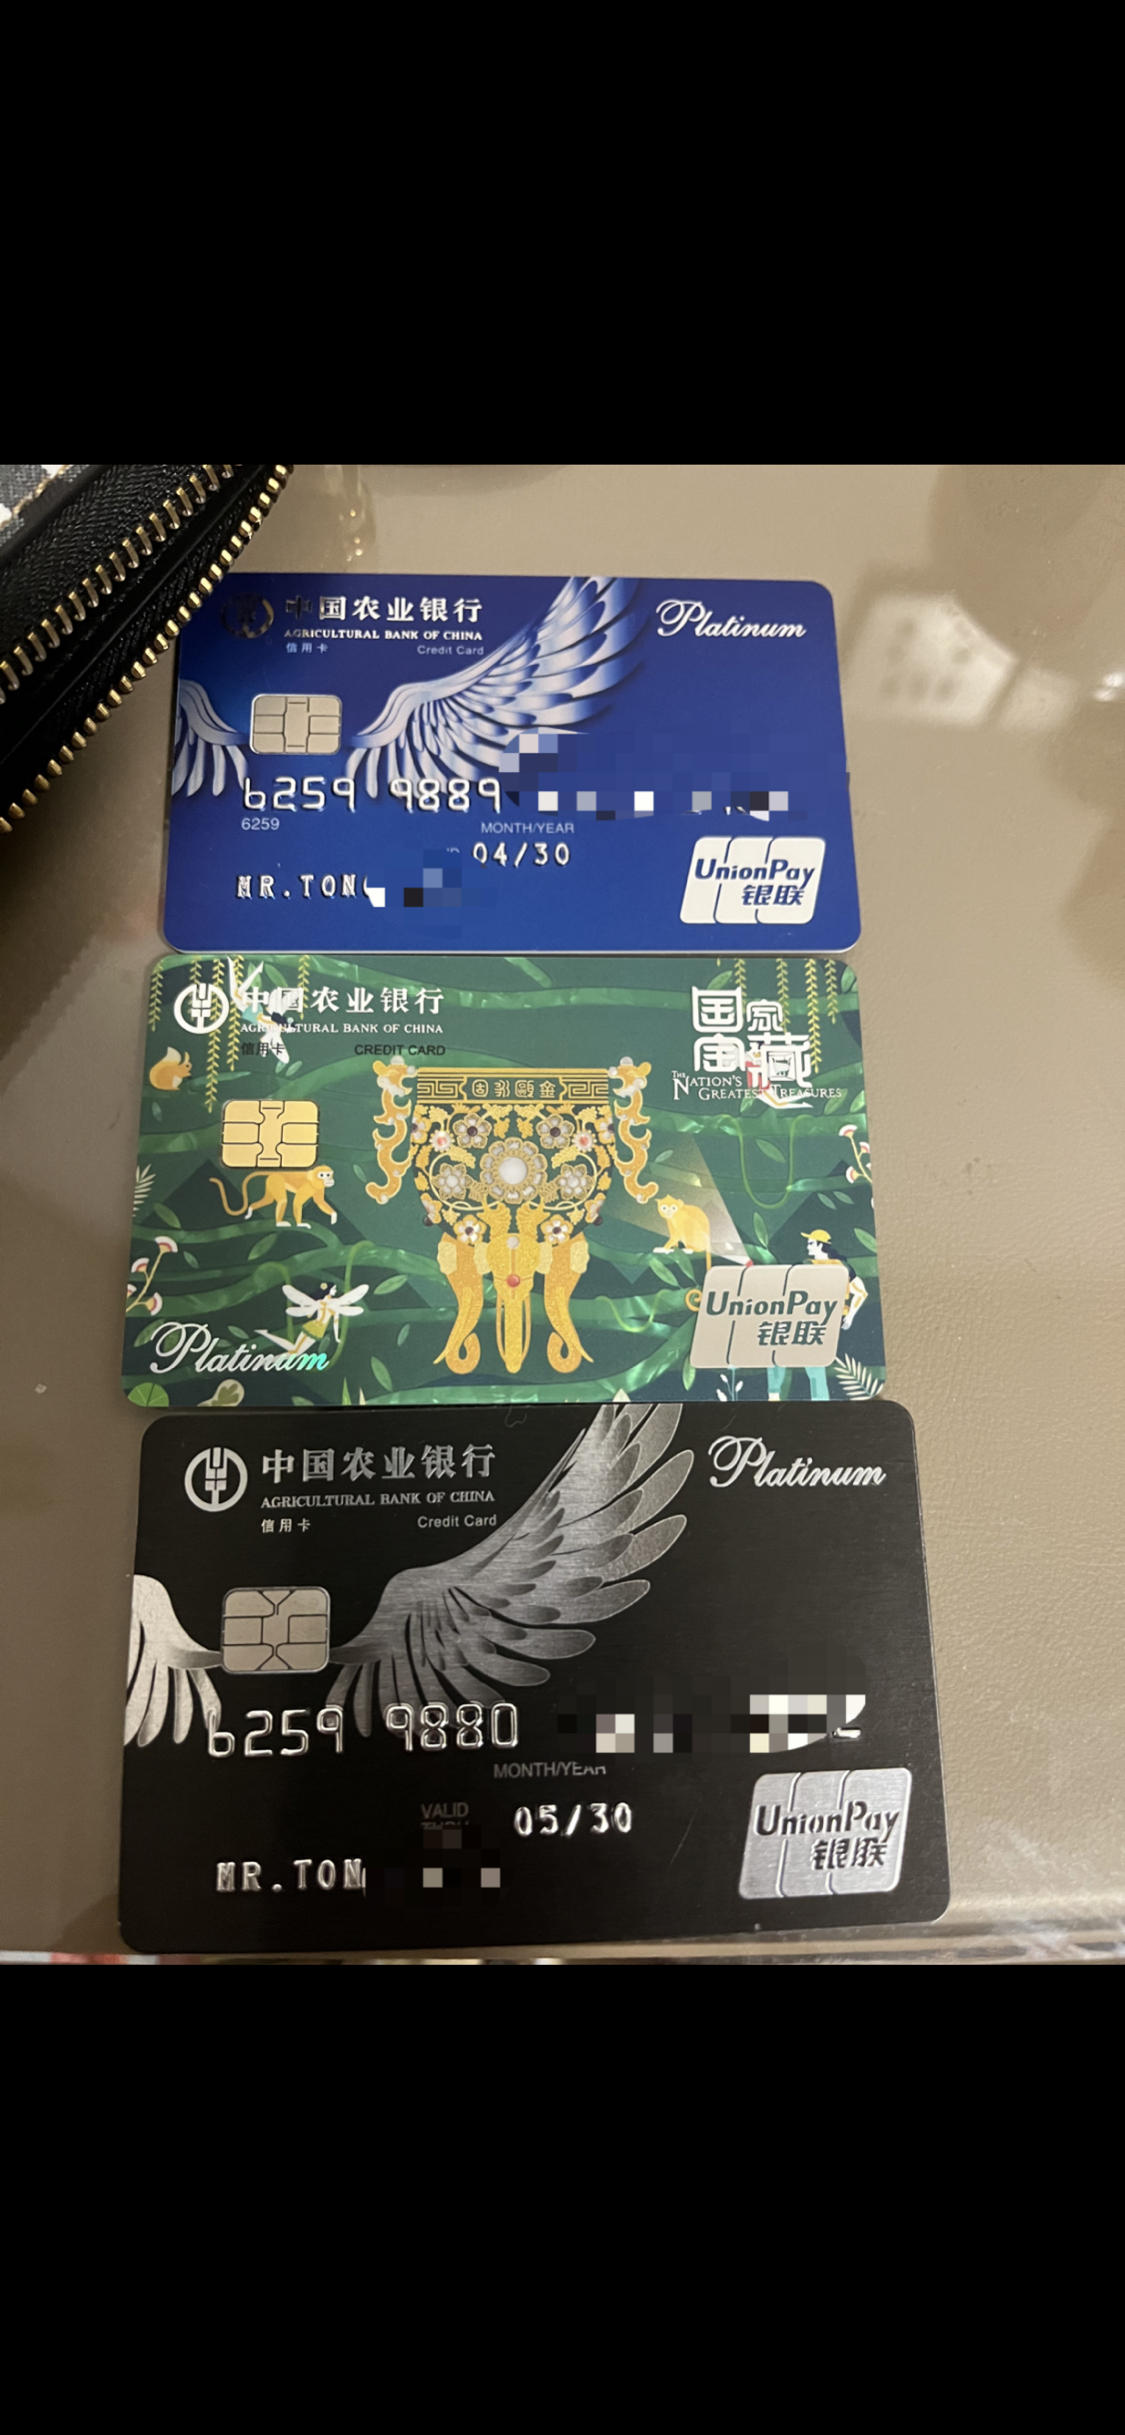 中国农业银行
AGRICULTURAL BANK OF CHINA
信用卡 Credit Card
Platinum
6259 9889
6259
MONTH/YEAR
04/30
MR.TON
UnionPay
银联
中国农业银行
AGRICULTURAL BANK OF CHINA
信用卡 CREDIT CARD
国家宝藏
THE NATION'S GREATEST TREASURES
金瓯永固
Platinum
UnionPay
银联
中国农业银行
AGRICULTURAL BANK OF CHINA
信用卡 Credit Card
Platinum
6259 9880
MONTH/YEAR
VALID
05/30
MR.TON
UnionPay
银联